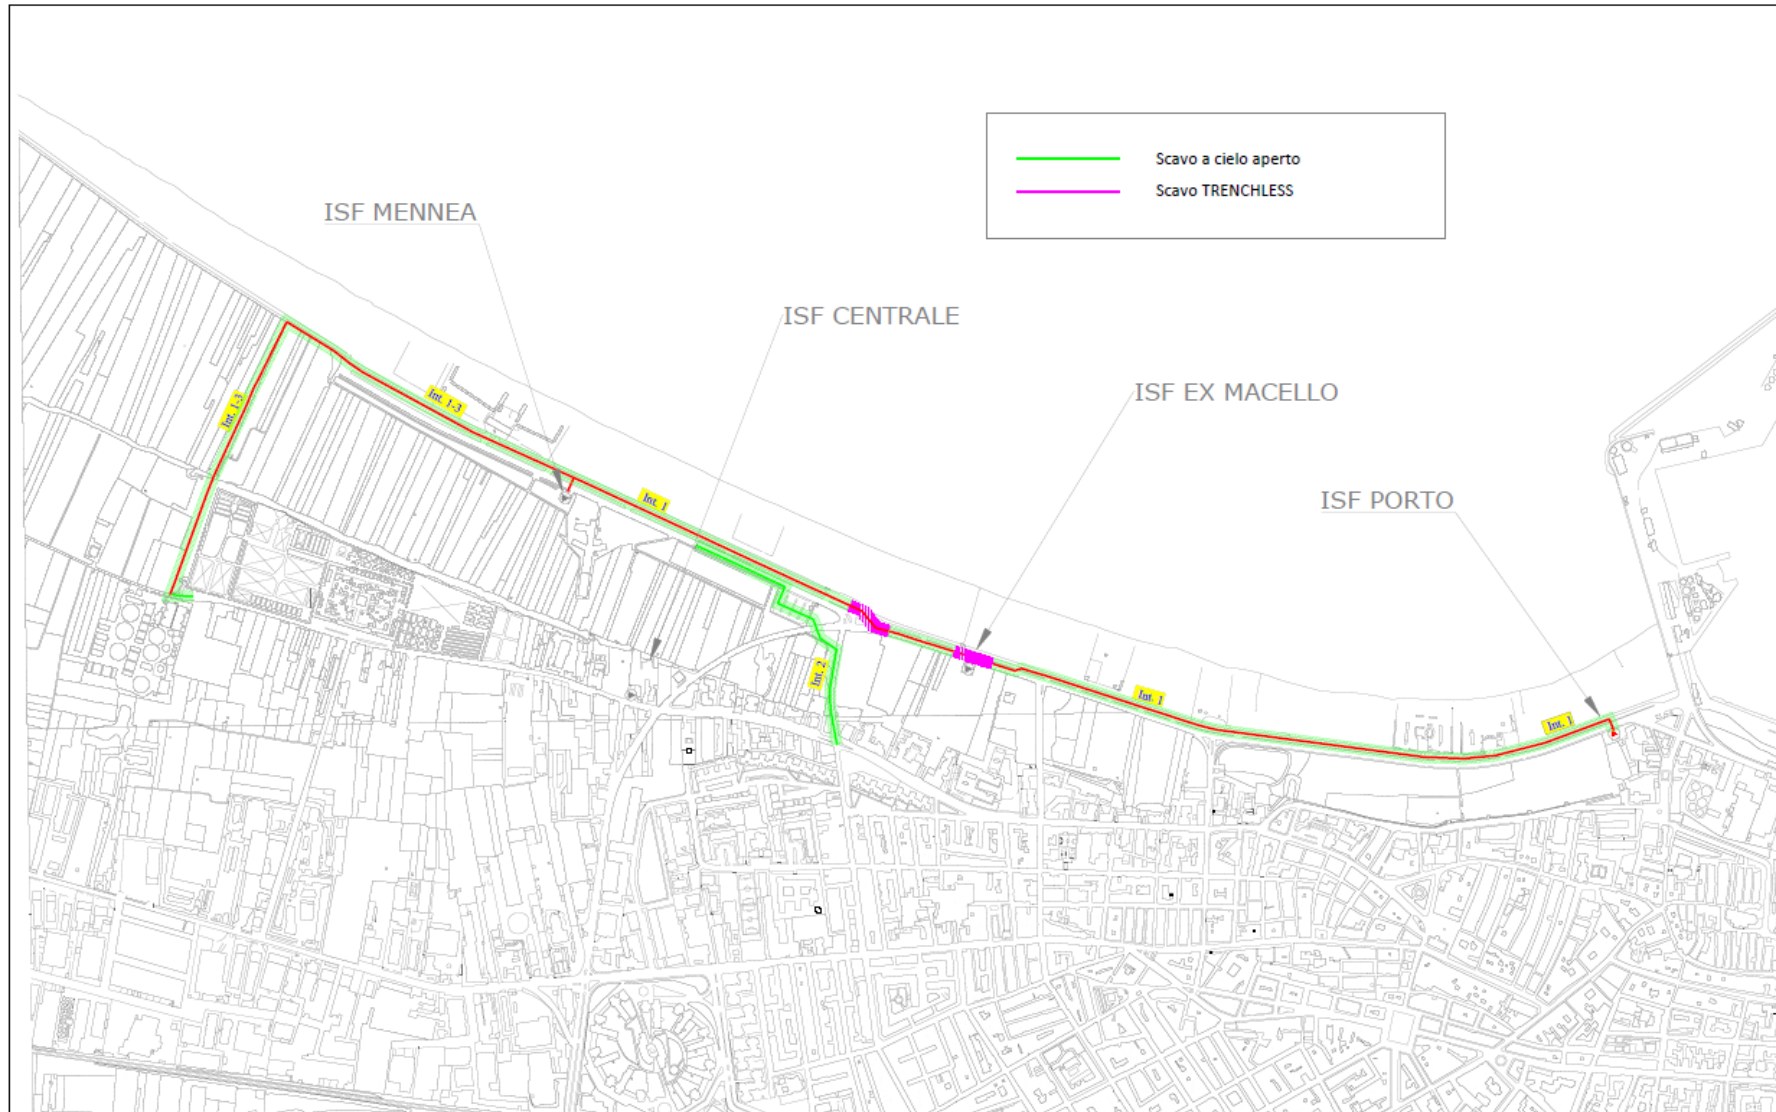 Scavo a cielo aperto
Scavo TRENCHLESS
ISF MENNEA
ISF CENTRALE
ISF EX MACELLO
ISF PORTO
Int. 1-3
Int. 1-3
Int. 1
Int. 2
Int. 1
Int. 1